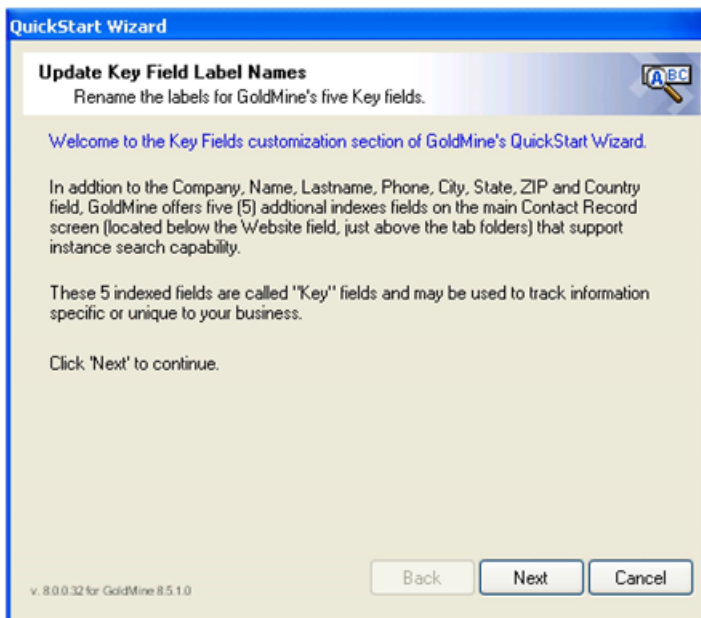 QuickStart Wizard
Update Key Field Label Names
Rename the labels for GoldMine's five Key fields.
ABC
Welcome to the Key Fields customization section of GoldMine's QuickStart Wizard.
In addtion to the Company, Name, Lastname, Phone, City, State, ZIP and Country
field, GoldMine offers five (5) addtional indexes fields on the main Contact Record
screen (located below the Website field, just above the tab folders) that support
instance search capability.
These 5 indexed fields are called "Key" fields and may be used to track information
specific or unique to your business.
Click 'Next' to continue.
v. 8.0.0.32 for GoldMine 8.5.1.0
Back
Next
Cancel